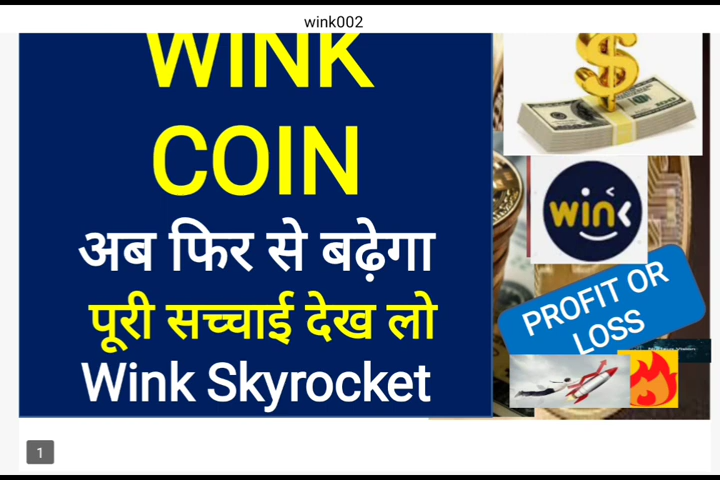 wink002
WINK
COIN
अब फिर से बढ़ेगा
पूरी सच्चाई देख लो
Wink Skyrocket
wink
PROFIT OR
LOSS
1